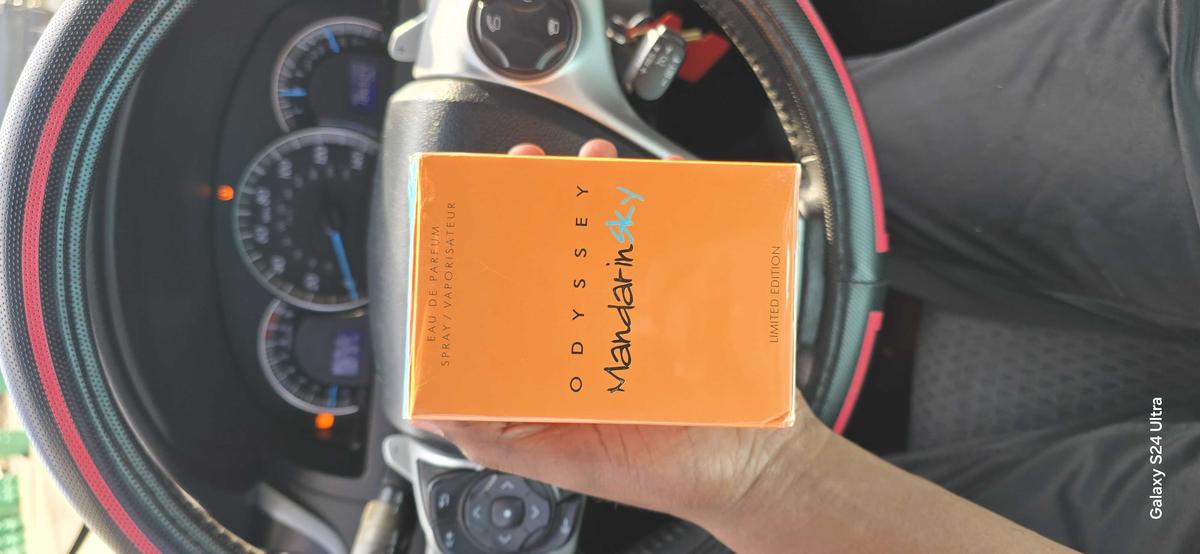 EAU DE PARFUM
SPRAY / VAPORISATEUR
ODYSSEY
Mandarinsky
LIMITED EDITION
Galaxy S24 Ultra